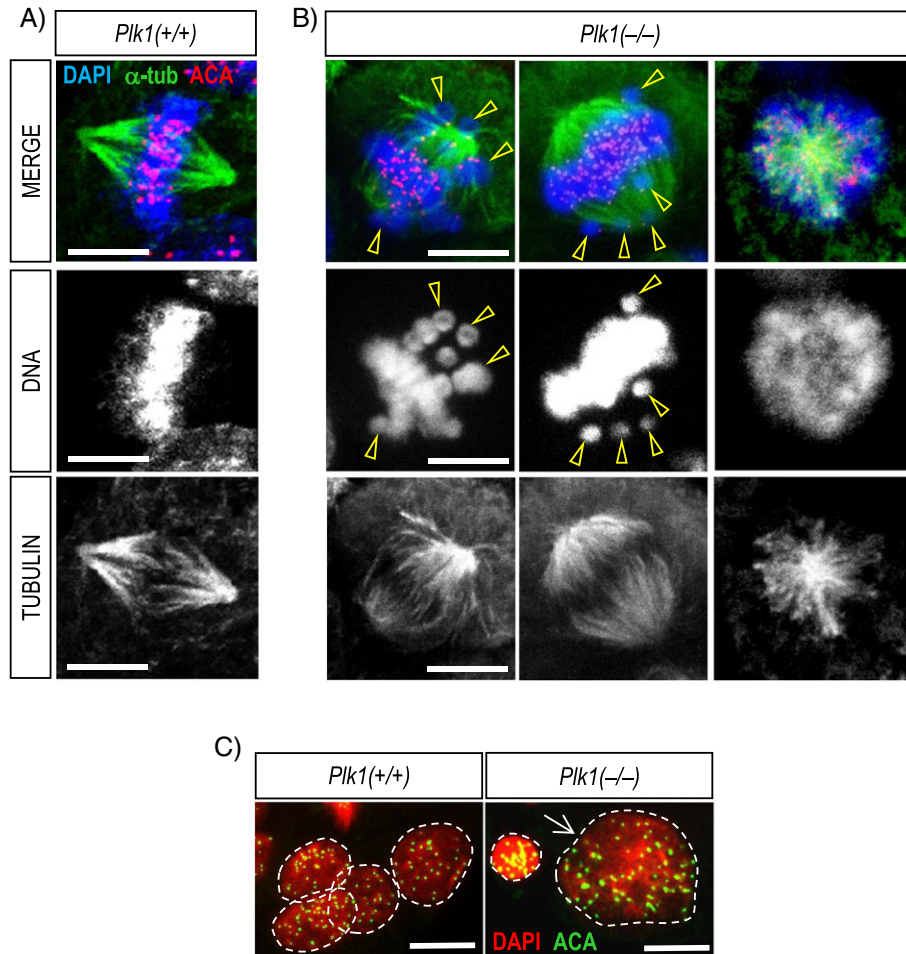 A)
B)
Plk1(+/+)
Plk1(–/–)
DAPI α-tub ACA
MERGE
DNA
TUBULIN
C)
Plk1(+/+)
Plk1(–/–)
DAPI ACA